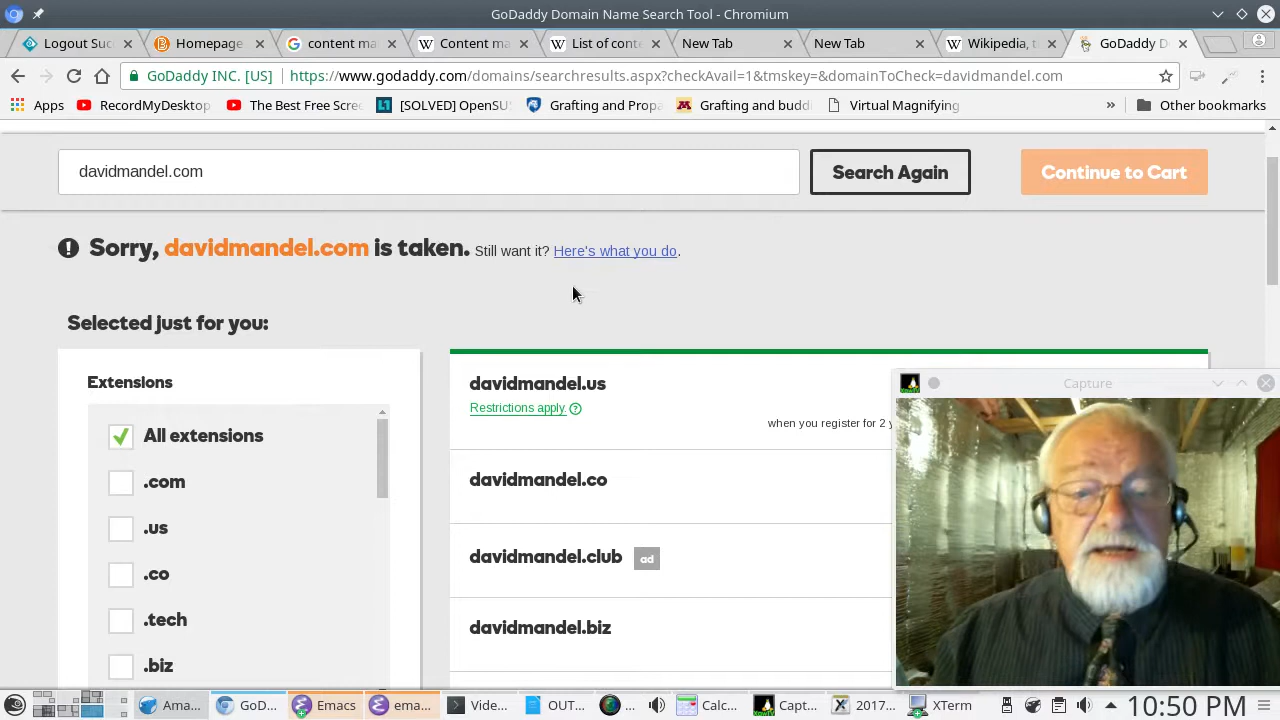 GoDaddy Domain Name Search Tool - Chromium
Logout Suc
Homepage
content ma
Content ma
List of cont
New Tab
New Tab
Wikipedia, t
GoDaddy D
GoDaddy INC. [US] https://www.godaddy.com/domains/searchresults.aspx?checkAvail=1&tmskey=&domainToCheck=davidmandel.com
Apps
RecordMyDesktop
The Best Free Scre
[SOLVED] OpenSUS
Grafting and Propa
Grafting and buddi
Virtual Magnifying
»
Other bookmarks
davidmandel.com
Search Again
Continue to Cart
Sorry, davidmandel.com is taken. Still want it? Here's what you do.
Selected just for you:
Extensions
All extensions
.com
.us
.co
.tech
.biz
davidmandel.us
Restrictions apply.
when you register for 2 y
davidmandel.co
davidmandel.club ad
davidmandel.biz
Capture
Ama...
GoD...
Emacs
ema...
Vide...
OUT...
...
Calc...
Capt...
2017...
XTerm
10:50 PM